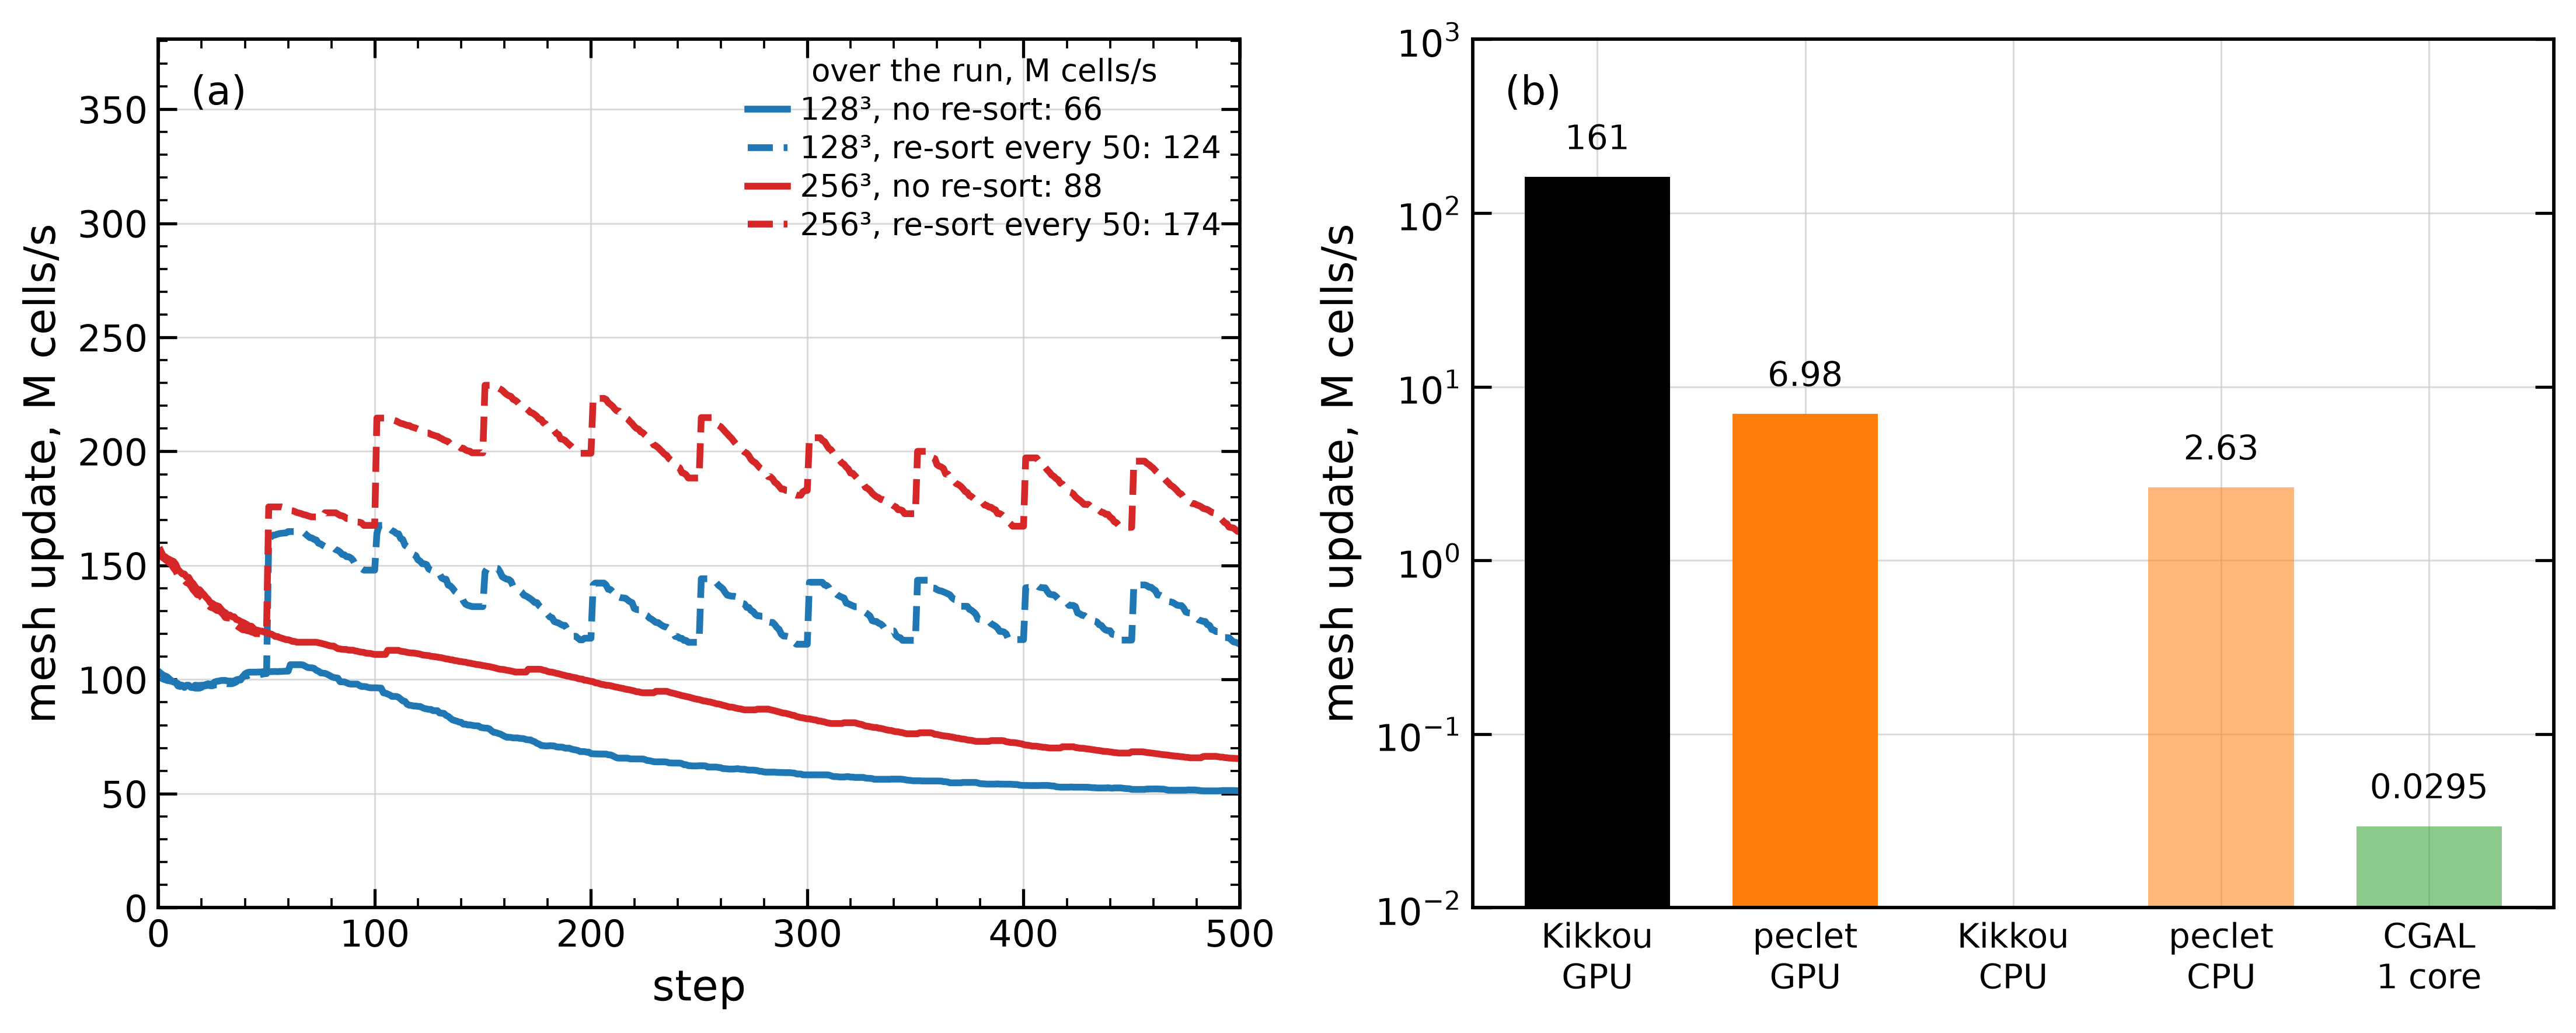 (a)
over the run, M cells/s
128³, no re-sort: 66
128³, re-sort every 50: 124
256³, no re-sort: 88
256³, re-sort every 50: 174
mesh update, M cells/s
350
300
250
200
150
100
50
0
0 100 200 300 400 500
step
(b)
mesh update, M cells/s
10³
10²
10¹
10⁰
10⁻¹
10⁻²
161
6.98
2.63
0.0295
Kikkou peclet Kikkou peclet CGAL
GPU GPU CPU CPU 1 core